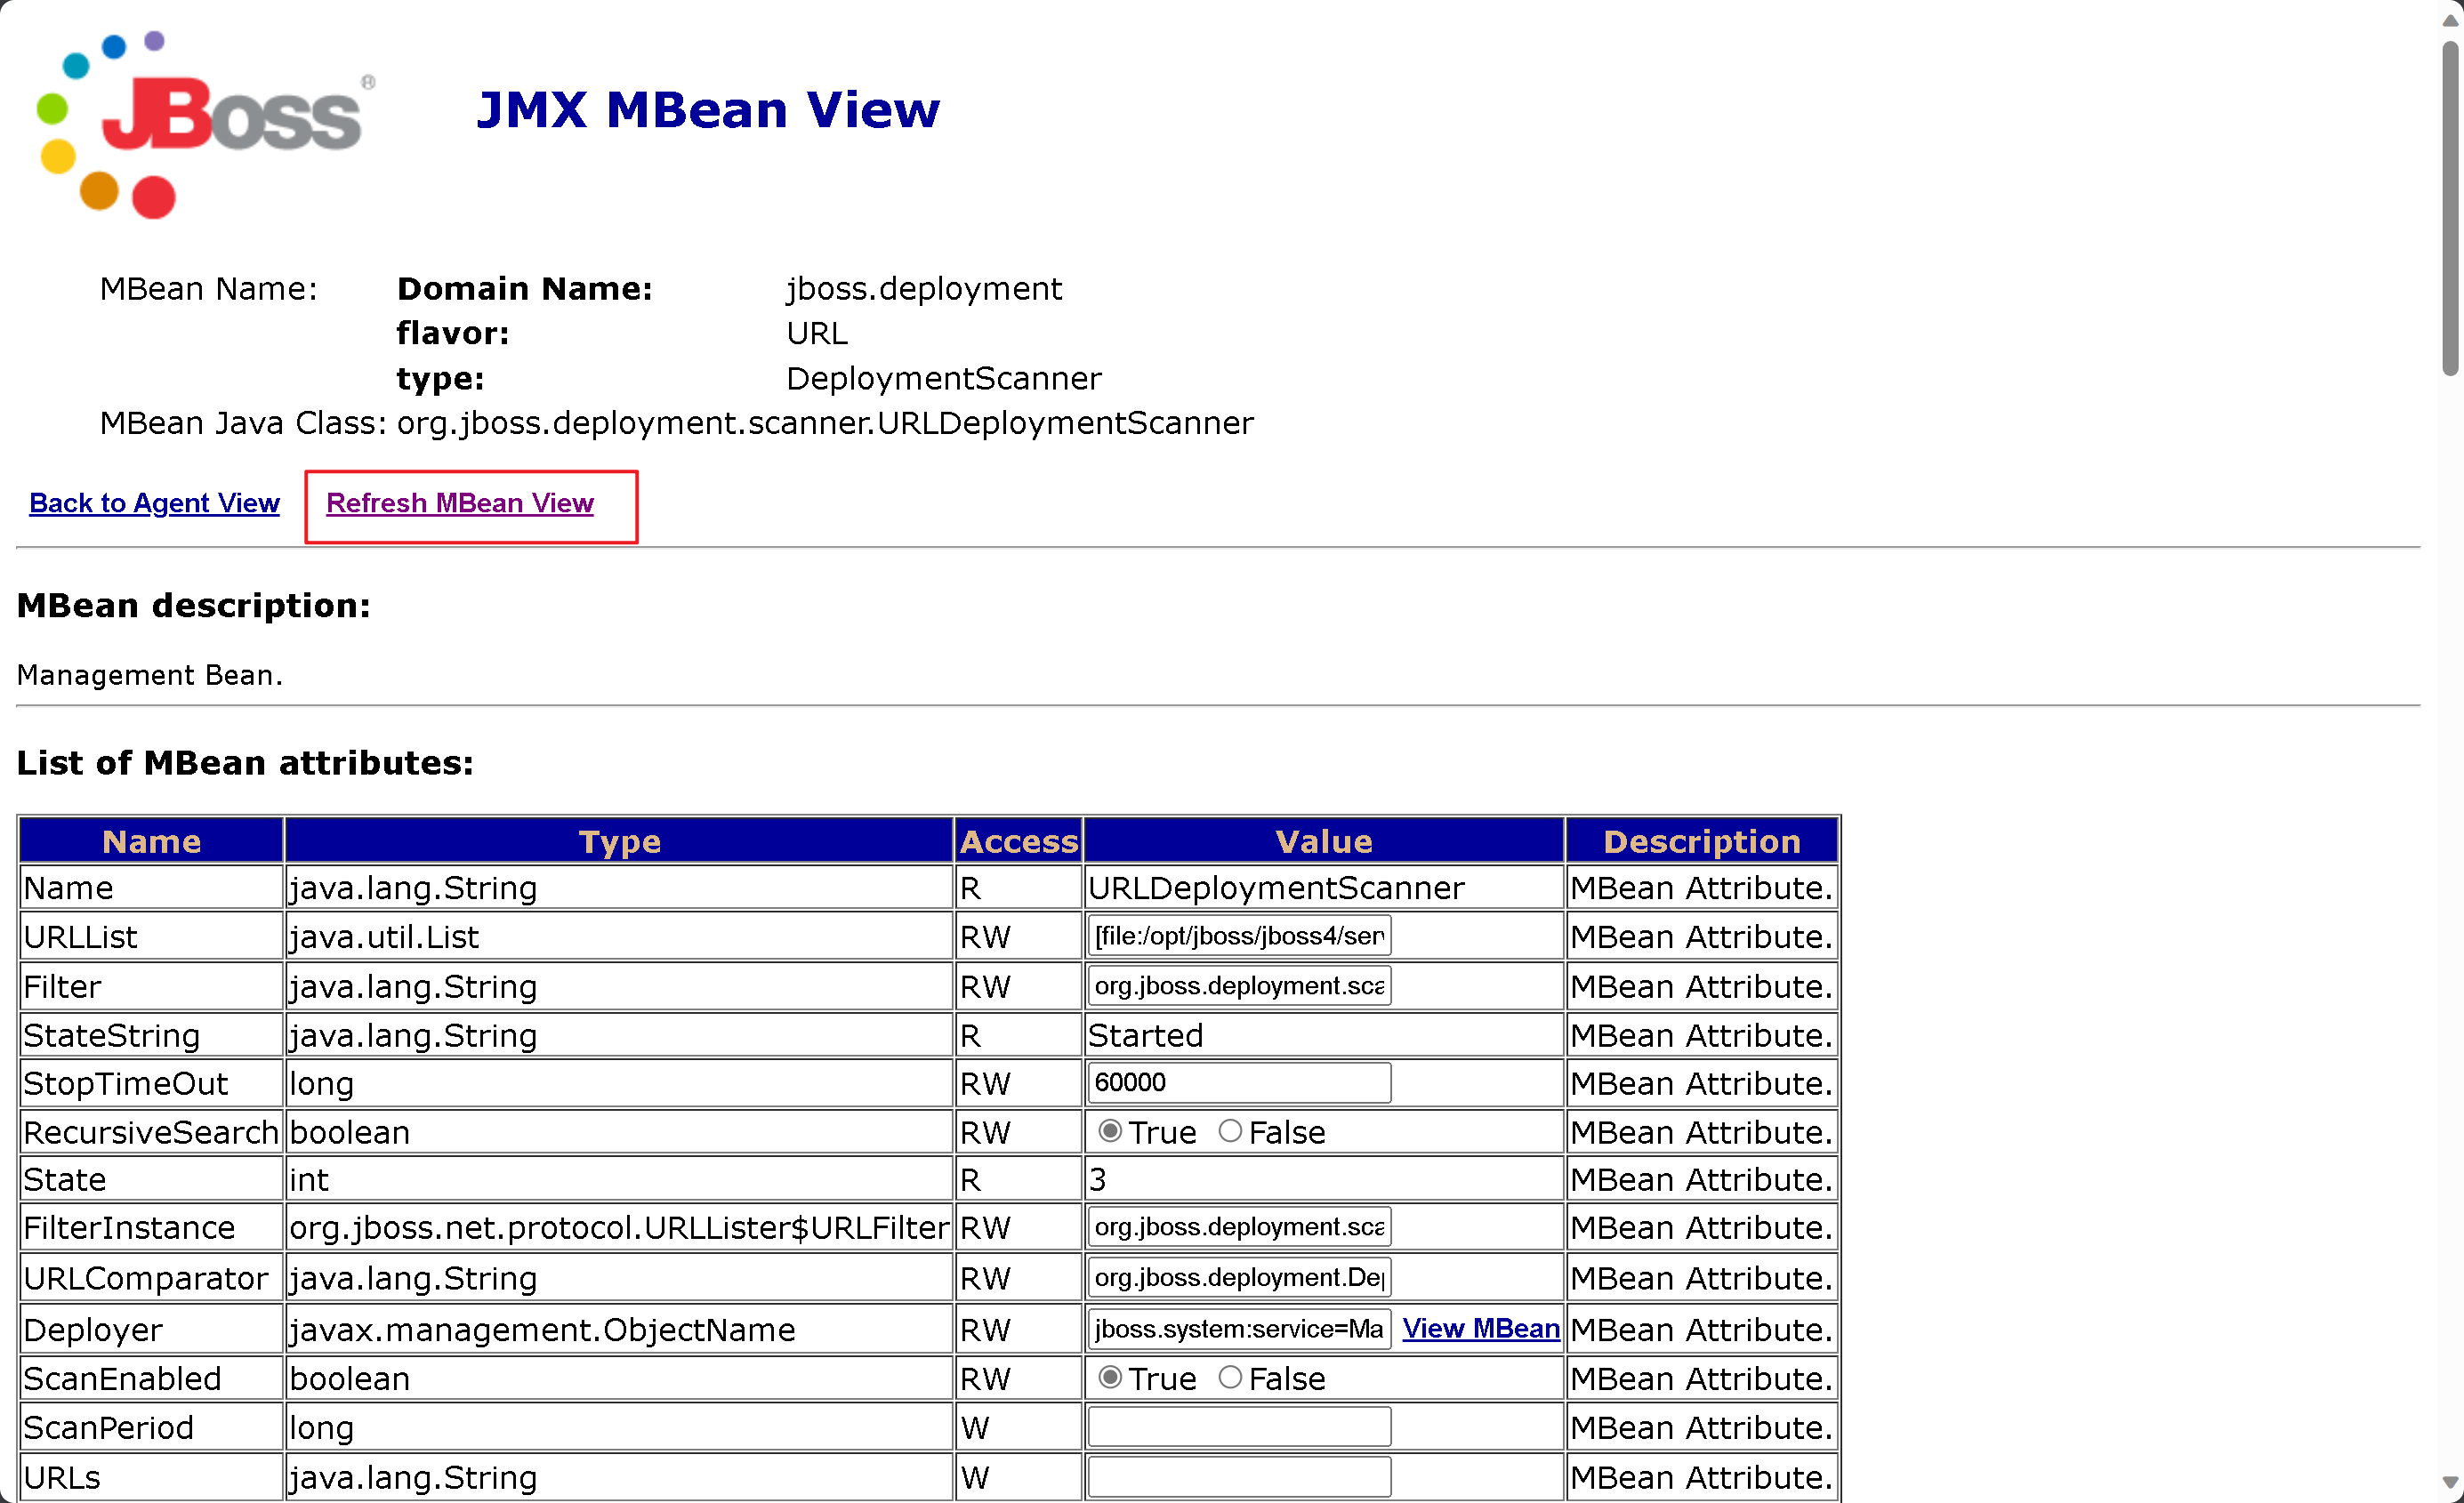 JBoss®
JMX MBean View
MBean Name: Domain Name: jboss.deployment
flavor: URL
type: DeploymentScanner
MBean Java Class: org.jboss.deployment.scanner.URLDeploymentScanner
Back to Agent View Refresh MBean View
MBean description:
Management Bean.
List of MBean attributes:
Name Type Access Value Description
Name java.lang.String R URLDeploymentScanner MBean Attribute.
URLList java.util.List RW [file:/opt/jboss/jboss4/ser MBean Attribute.
Filter java.lang.String RW org.jboss.deployment.sca MBean Attribute.
StateString java.lang.String R Started MBean Attribute.
StopTimeOut long RW 60000 MBean Attribute.
RecursiveSearch boolean RW True False MBean Attribute.
State int R 3 MBean Attribute.
FilterInstance org.jboss.net.protocol.URLLister$URLFilter RW org.jboss.deployment.sca MBean Attribute.
URLComparator java.lang.String RW org.jboss.deployment.De MBean Attribute.
Deployer javax.management.ObjectName RW jboss.system:service=Ma View MBean MBean Attribute.
ScanEnabled boolean RW True False MBean Attribute.
ScanPeriod long W MBean Attribute.
URLs java.lang.String W MBean Attribute.